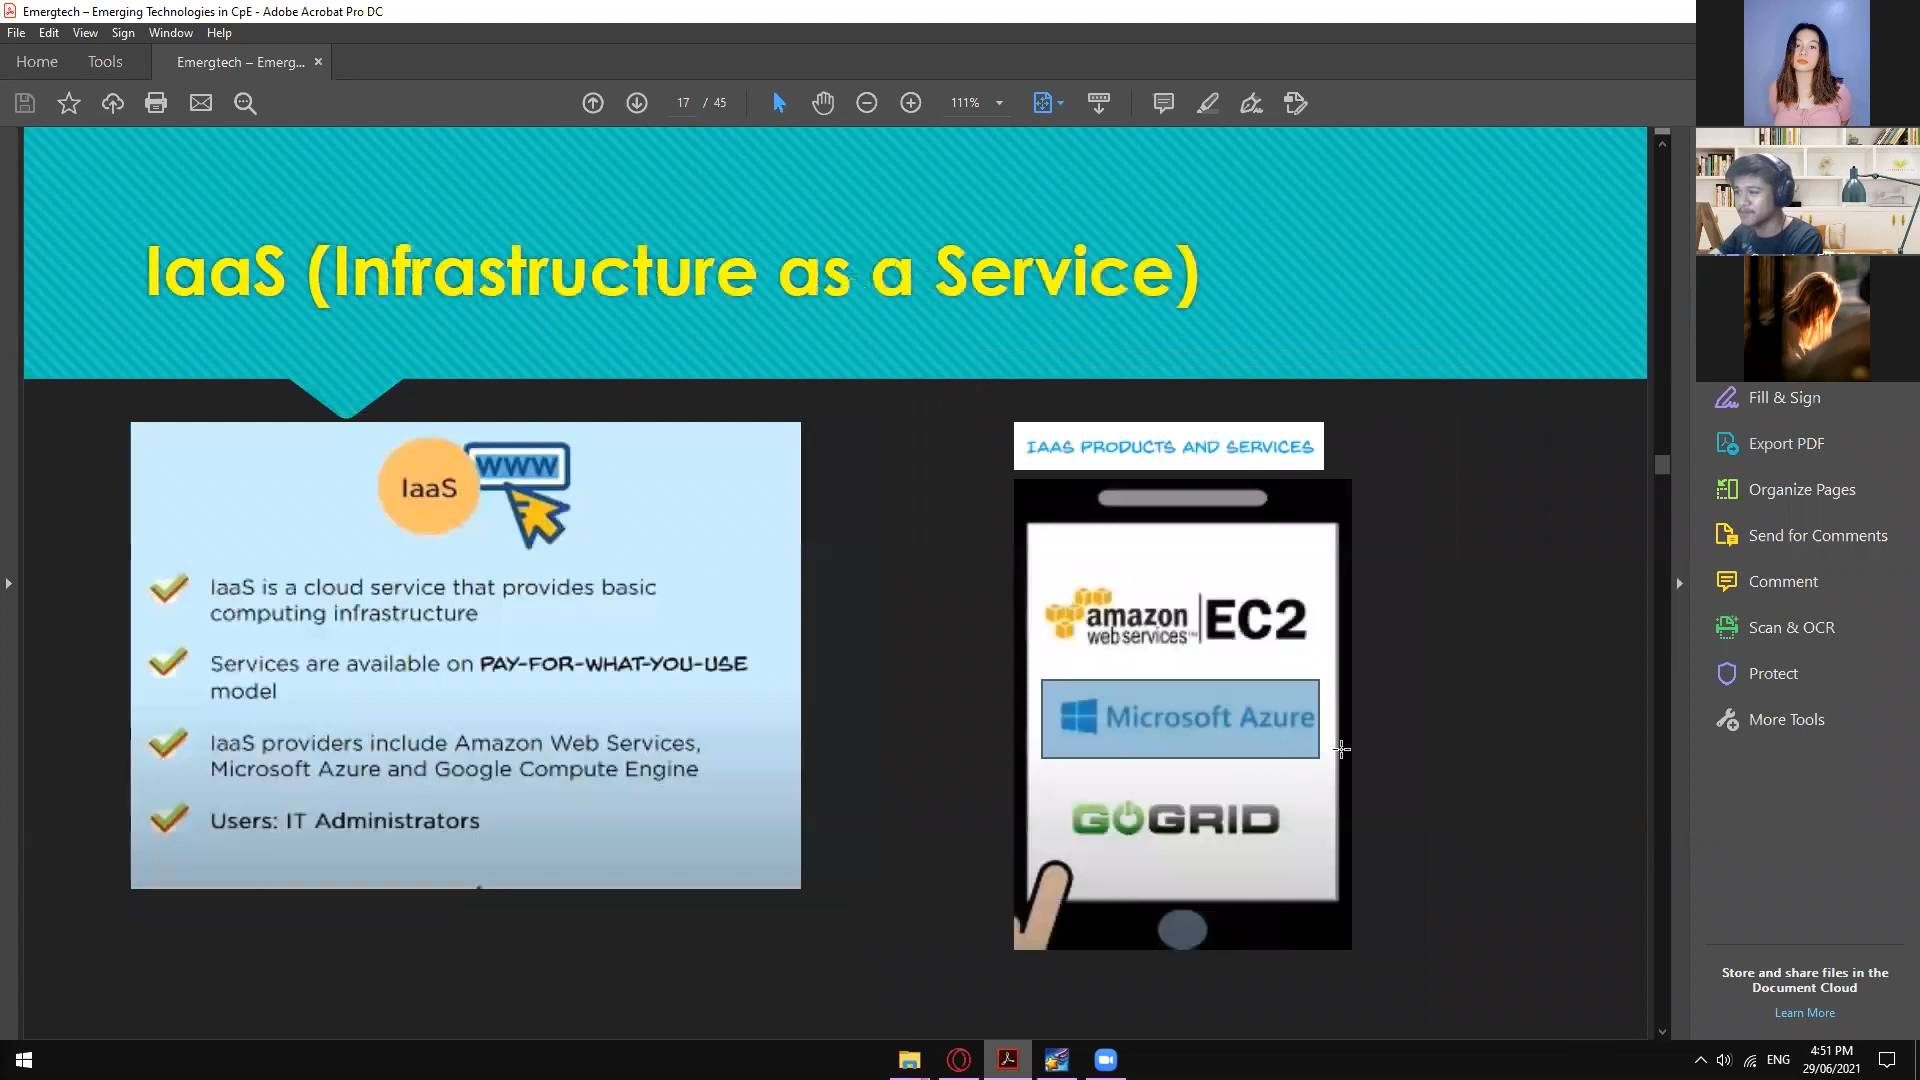 Emergtech – Emerging Technologies in CpE - Adobe Acrobat Pro DC
File Edit View Sign Window Help
Home Tools Emergtech – Emerg... ×
17 / 45 111%
IaaS (Infrastructure as a Service)
IaaS
WWW
IaaS is a cloud service that provides basic
computing infrastructure
Services are available on PAY-FOR-WHAT-YOU-USE
model
IaaS providers include Amazon Web Services,
Microsoft Azure and Google Compute Engine
Users: IT Administrators
IAAS PRODUCTS AND SERVICES
amazon
web services™
EC2
Microsoft Azure
GOGRID
Fill & Sign
Export PDF
Organize Pages
Send for Comments
Comment
Scan & OCR
Protect
More Tools
Store and share files in the
Document Cloud
Learn More
ENG
4:51 PM
29/06/2021